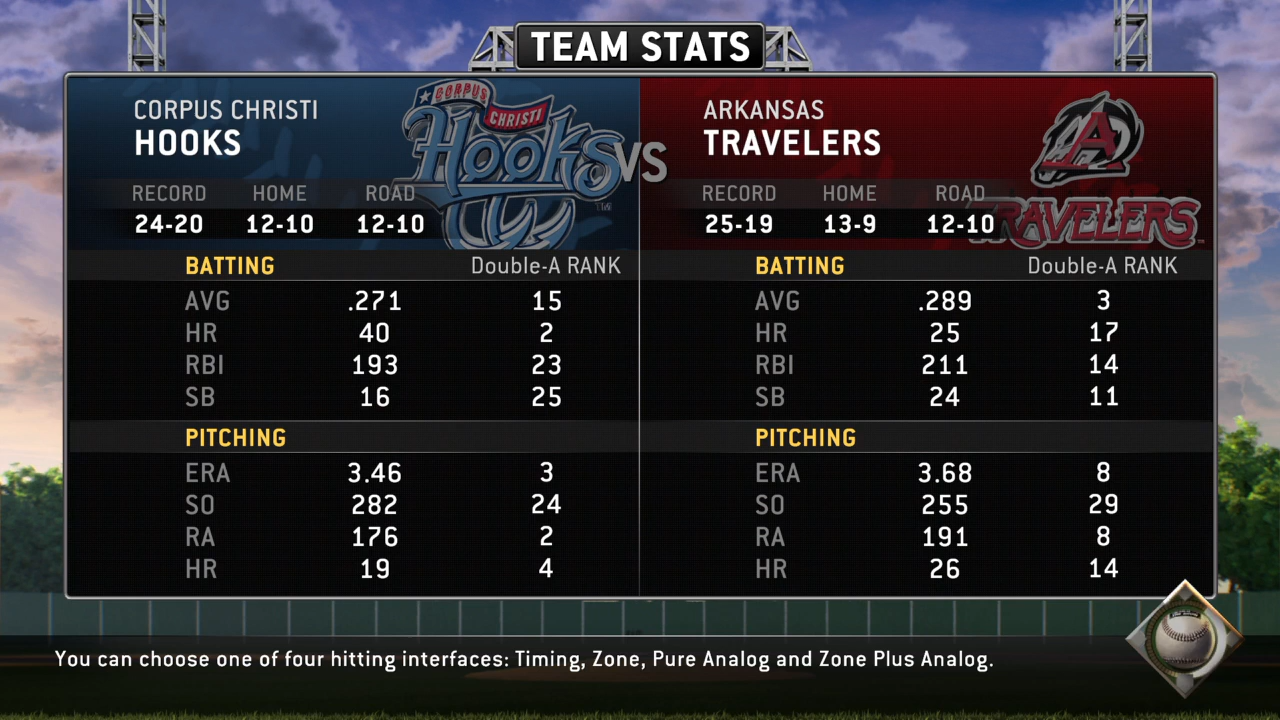 TEAM STATS
CORPUS CHRISTI
HOOKS
CORPUS
CHRISTI
Hooks
TM
RECORD HOME ROAD
24-20 12-10 12-10
BATTING Double-A RANK
AVG .271 15
HR 40 2
RBI 193 23
SB 16 25
PITCHING
ERA 3.46 3
SO 282 24
RA 176 2
HR 19 4
VS
ARKANSAS
TRAVELERS
A
TRAVELERS
RECORD HOME ROAD
25-19 13-9 12-10
BATTING Double-A RANK
AVG .289 3
HR 25 17
RBI 211 14
SB 24 11
PITCHING
ERA 3.68 8
SO 255 29
RA 191 8
HR 26 14
You can choose one of four hitting interfaces: Timing, Zone, Pure Analog and Zone Plus Analog.